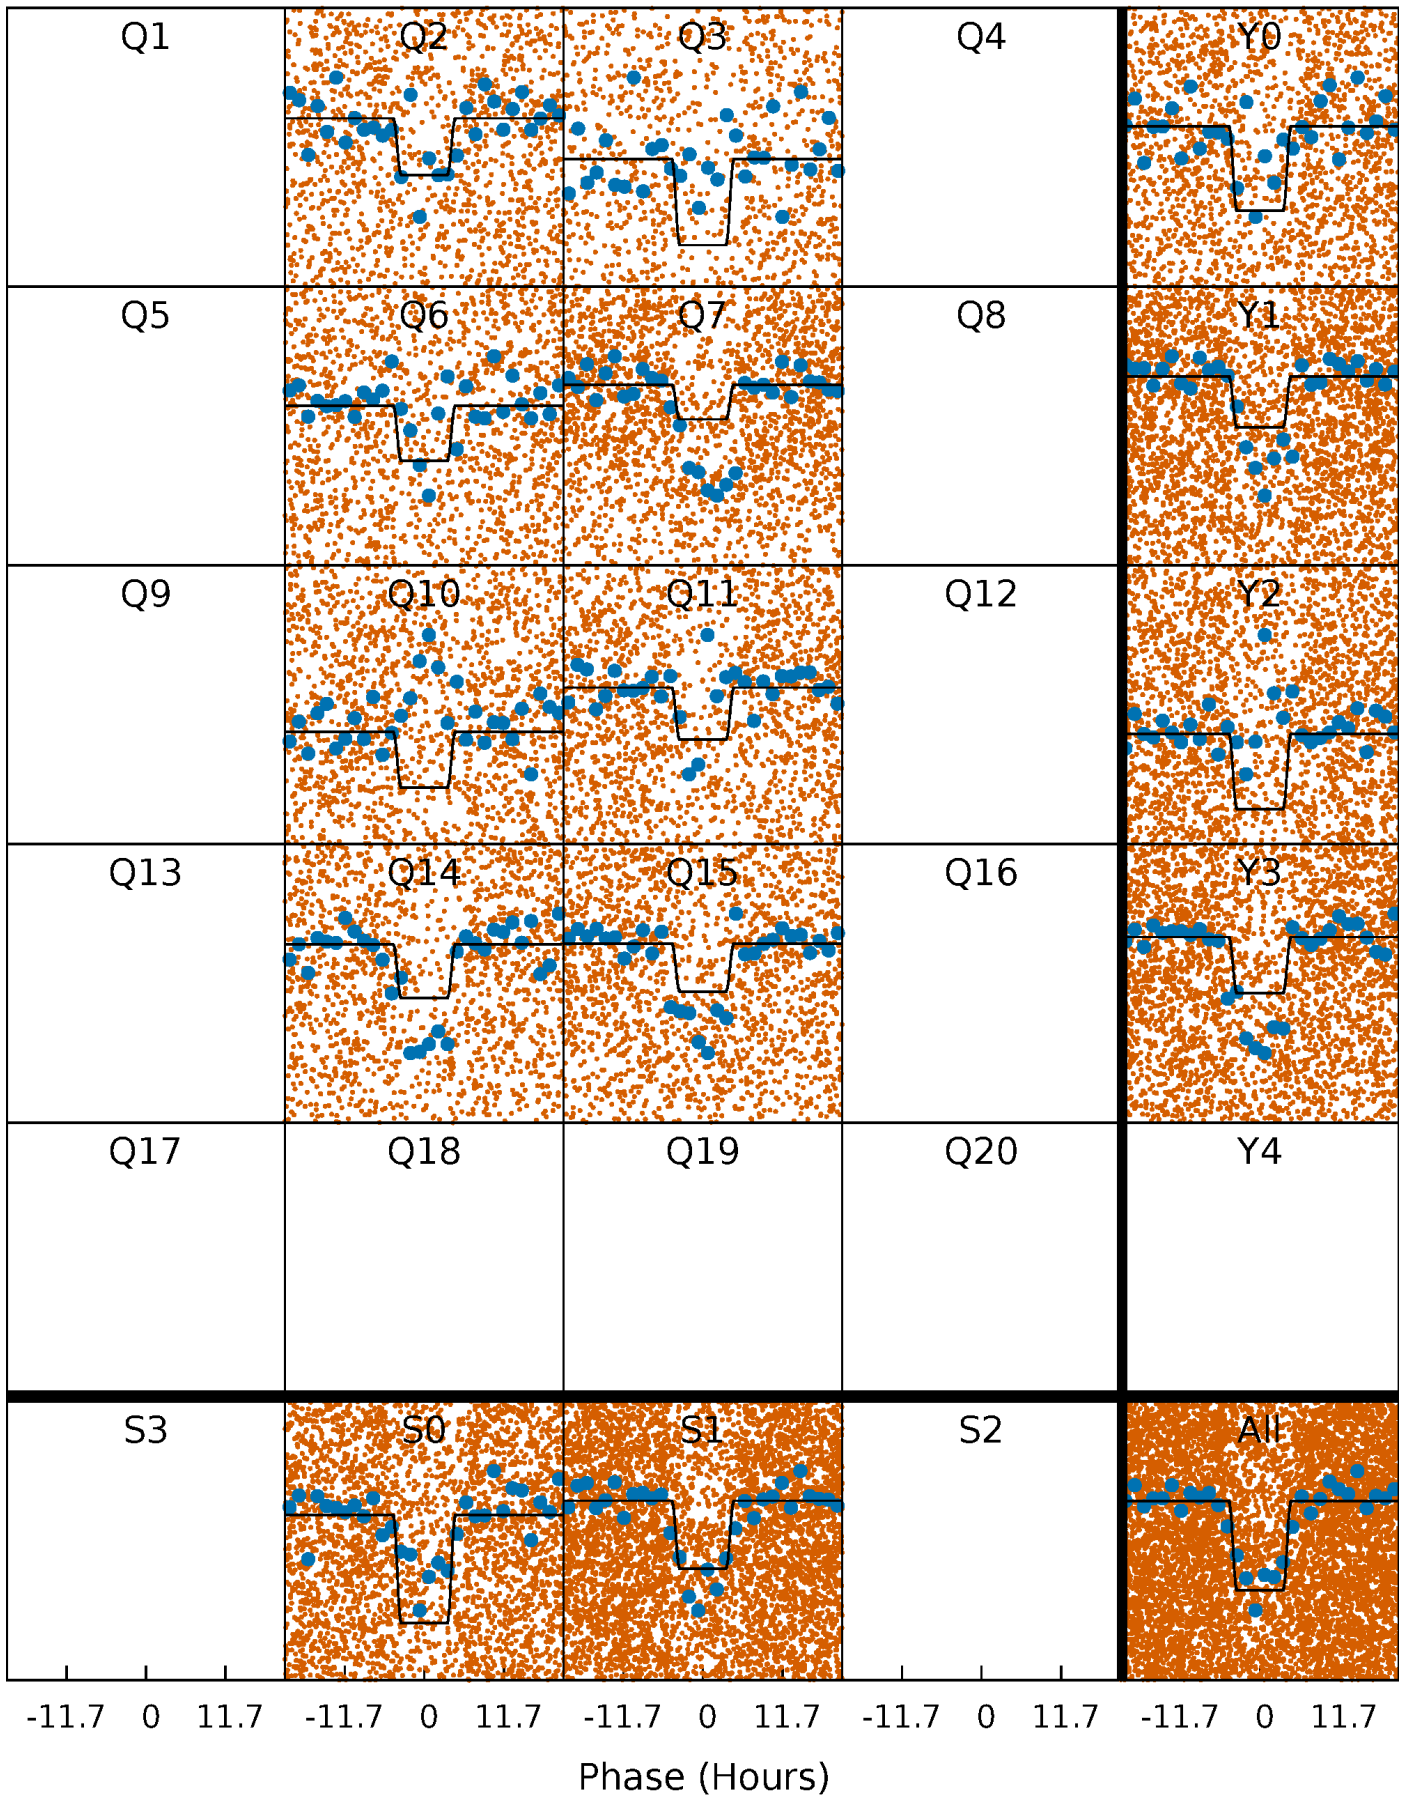 Q1 Q2 Q3 Q4 Y0
Q5 Q6 Q7 Q8 Y1
Q9 Q10 Q11 Q12 Y2
Q13 Q14 Q15 Q16 Y3
Q17 Q18 Q19 Q20 Y4
S3 S0 S1 S2 All
-11.7 0 11.7 -11.7 0 11.7 -11.7 0 11.7 -11.7 0 11.7 -11.7 0 11.7
Phase (Hours)